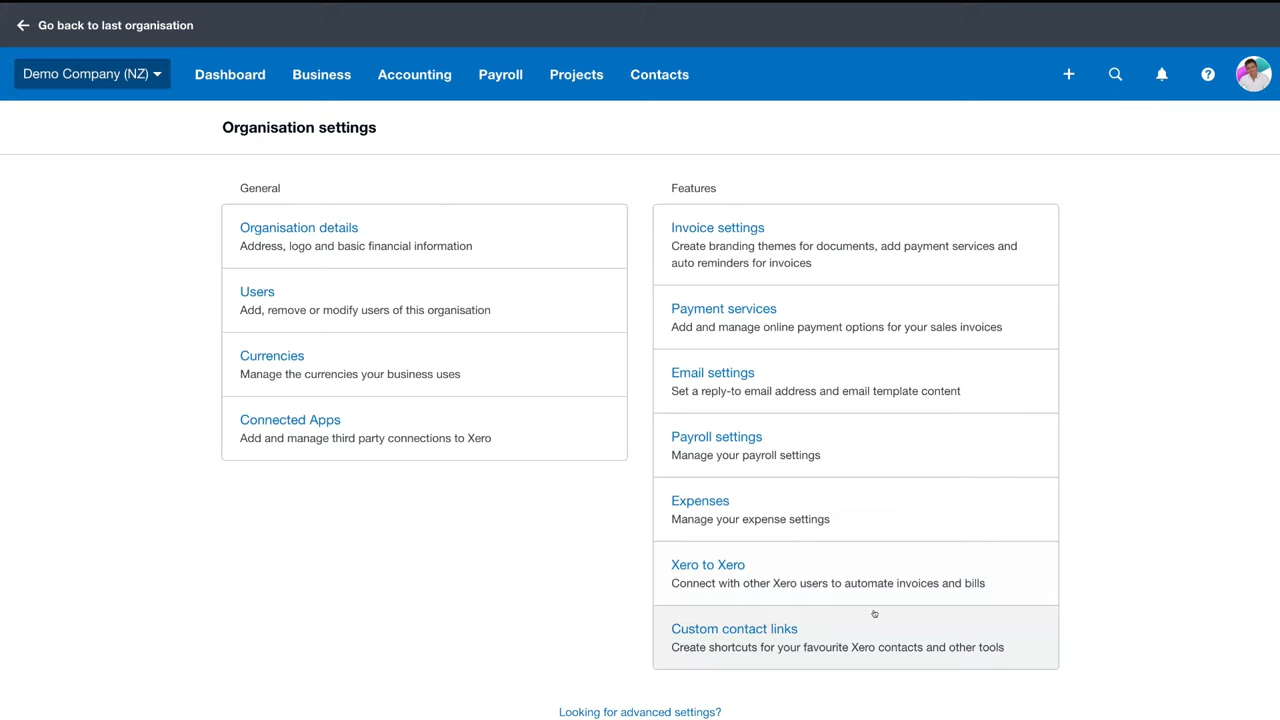 Go back to last organisation
Demo Company (NZ)
Dashboard
Business
Accounting
Payroll
Projects
Contacts
Organisation settings
General
Organisation details
Address, logo and basic financial information
Users
Add, remove or modify users of this organisation
Currencies
Manage the currencies your business uses
Connected Apps
Add and manage third party connections to Xero
Features
Invoice settings
Create branding themes for documents, add payment services and
auto reminders for invoices
Payment services
Add and manage online payment options for your sales invoices
Email settings
Set a reply-to email address and email template content
Payroll settings
Manage your payroll settings
Expenses
Manage your expense settings
Xero to Xero
Connect with other Xero users to automate invoices and bills
Custom contact links
Create shortcuts for your favourite Xero contacts and other tools
Looking for advanced settings?